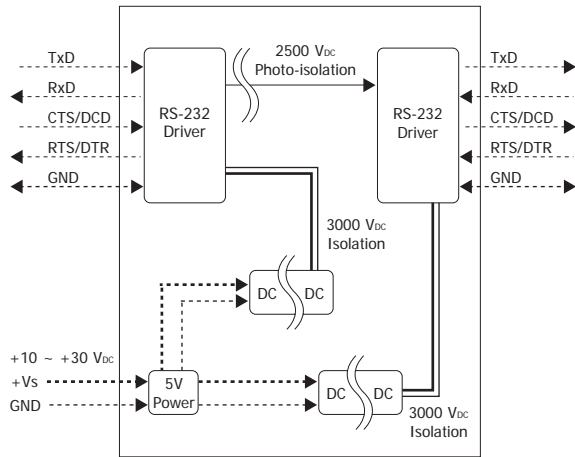 TxD
RxD
CTS/DCD
RTS/DTR
GND
RS-232
Driver
2500 VDC
Photo-isolation
RS-232
Driver
TxD
RxD
CTS/DCD
RTS/DTR
GND
3000 VDC
Isolation
DC DC
+10 ~ +30 VDC
+Vs
GND
5V
Power
DC DC
3000 VDC
Isolation